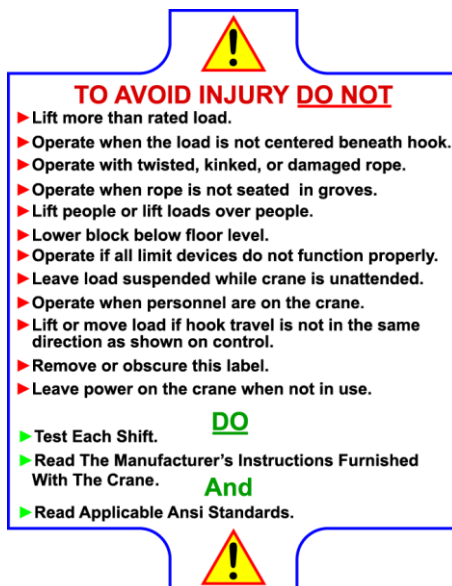 TO AVOID INJURY DO NOT
Lift more than rated load.
Operate when the load is not centered beneath hook.
Operate with twisted, kinked, or damaged rope.
Operate when rope is not seated in groves.
Lift people or lift loads over people.
Lower block below floor level.
Operate if all limit devices do not function properly.
Leave load suspended while crane is unattended.
Operate when personnel are on the crane.
Lift or move load if hook travel is not in the same
direction as shown on control.
Remove or obscure this label.
Leave power on the crane when not in use.
DO
Test Each Shift.
Read The Manufacturer's Instructions Furnished
With The Crane.
And
Read Applicable Ansi Standards.